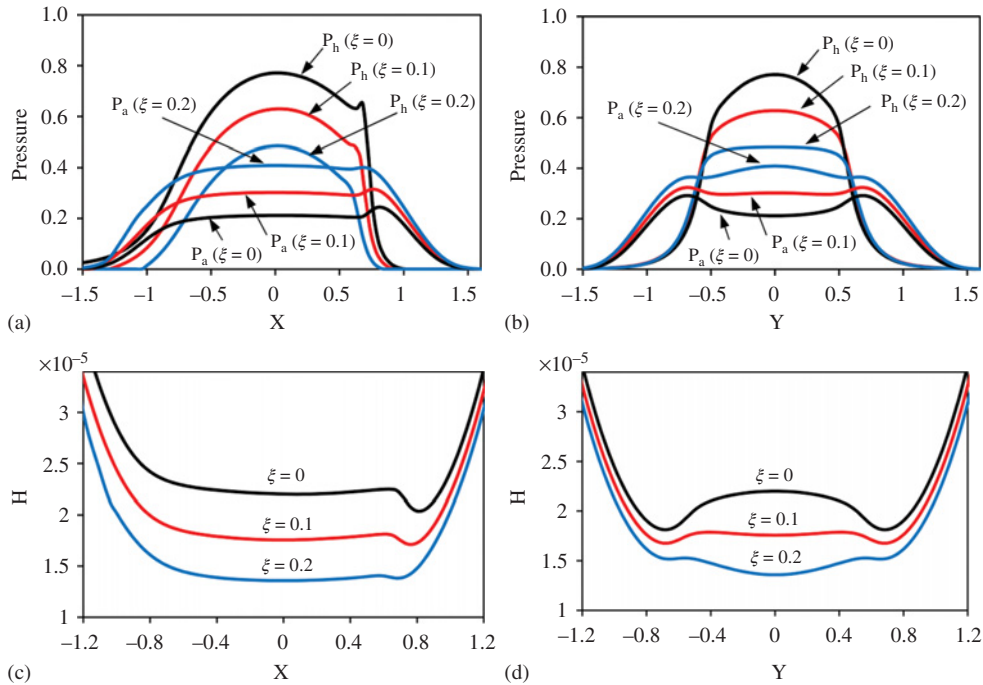 1.0
0.8
0.6
0.4
0.2
0.0
Pressure
Pₕ (ξ = 0)
Pₕ (ξ = 0.1)
Pₐ (ξ = 0.2)
Pₕ (ξ = 0.2)
Pₐ (ξ = 0.1)
Pₐ (ξ = 0)
−1.5 −1 −0.5 0 0.5 1 1.5
(a) X
1.0
0.8
0.6
0.4
0.2
0.0
Pressure
Pₕ (ξ = 0)
Pₕ (ξ = 0.1)
Pₐ (ξ = 0.2)
Pₕ (ξ = 0.2)
Pₐ (ξ = 0.1)
Pₐ (ξ = 0)
−1.5 −1 −0.5 0 0.5 1 1.5
(b) Y
×10⁻⁵
3
2.5
2
1.5
1
H
ξ = 0
ξ = 0.1
ξ = 0.2
−1.2 −0.8 −0.4 0 0.4 0.8 1.2
(c) X
×10⁻⁵
3
2.5
2
1.5
1
H
ξ = 0
ξ = 0.1
ξ = 0.2
−1.2 −0.8 −0.4 0 0.4 0.8 1.2
(d) Y